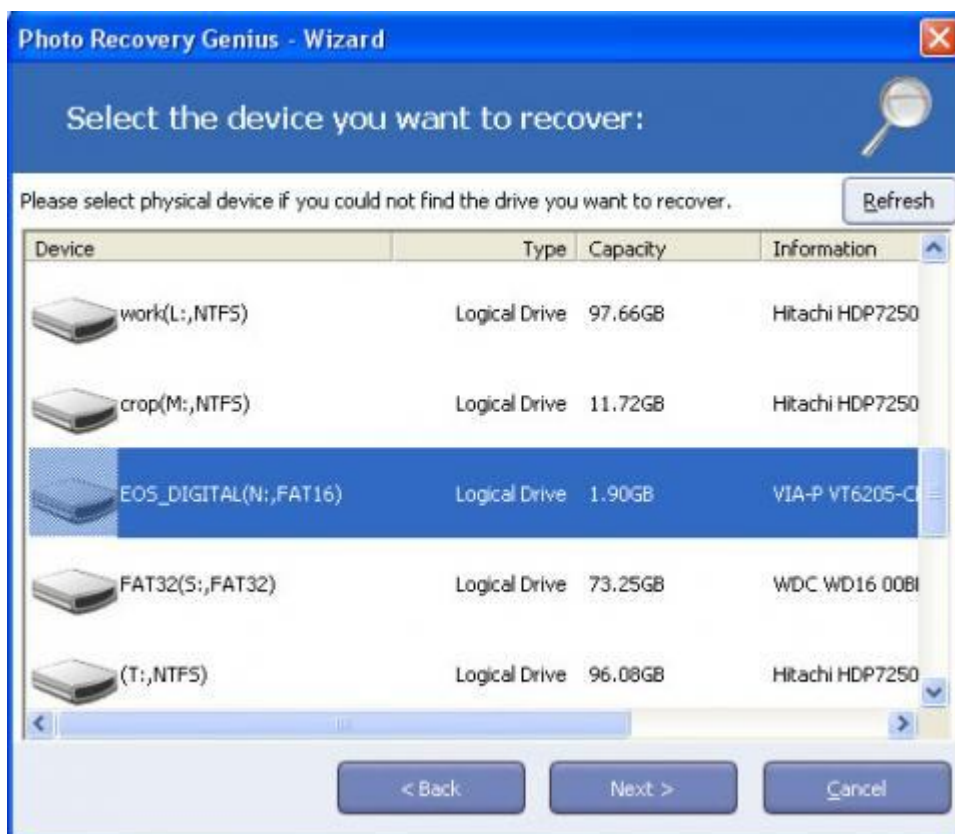 Photo Recovery Genius - Wizard
Select the device you want to recover:
Please select physical device if you could not find the drive you want to recover.
Refresh
Device Type Capacity Information
work(L:,NTFS) Logical Drive 97.66GB Hitachi HDP7250
crop(M:,NTFS) Logical Drive 11.72GB Hitachi HDP7250
EOS_DIGITAL(N:,FAT16) Logical Drive 1.90GB VIA-P VT6205-
FAT32(S:,FAT32) Logical Drive 73.25GB WDC WD16 00B
(T:,NTFS) Logical Drive 96.08GB Hitachi HDP7250
< Back Next > Cancel